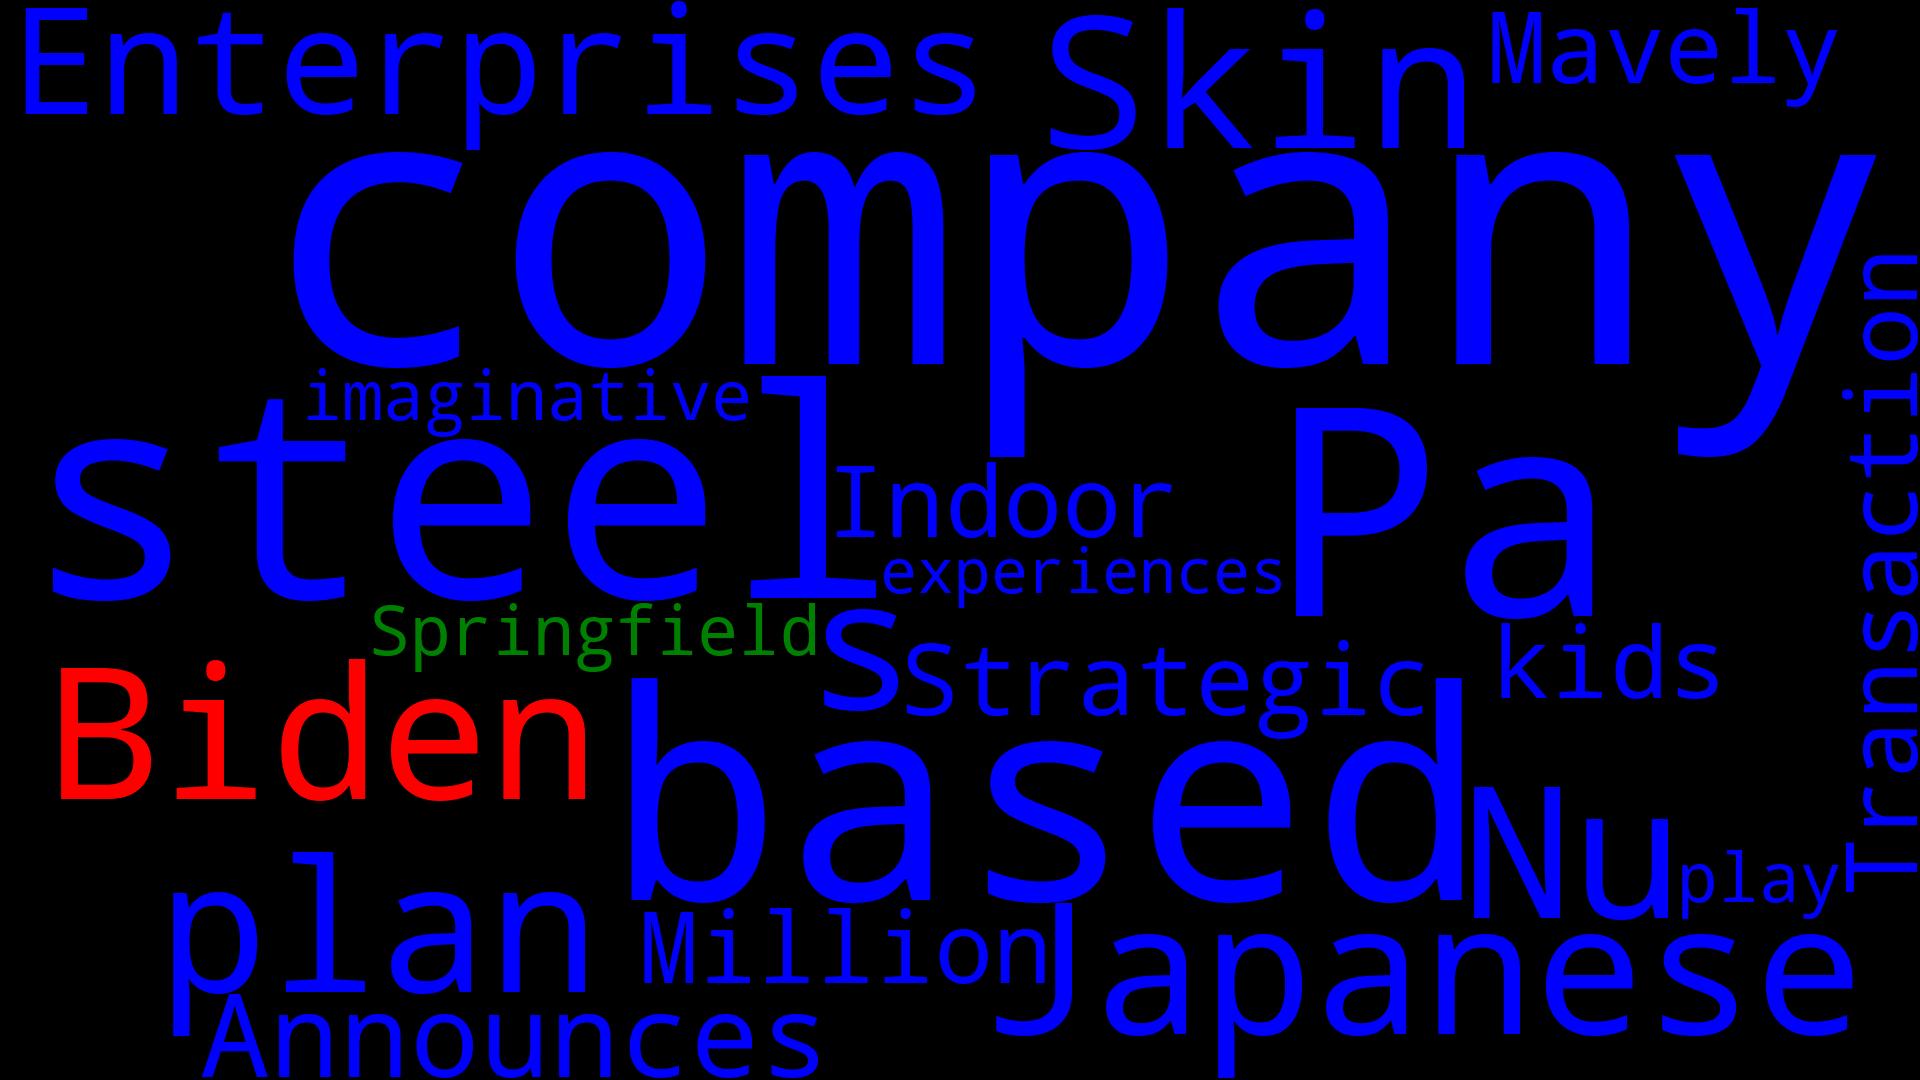 Enterprises
Skin
Mavely
company
Transaction
imaginative
steel
Pa
Indoor
experiences
Springfield
s
Strategic
kids
Biden
based
Nu
play
plan
Million
Japanese
Announces